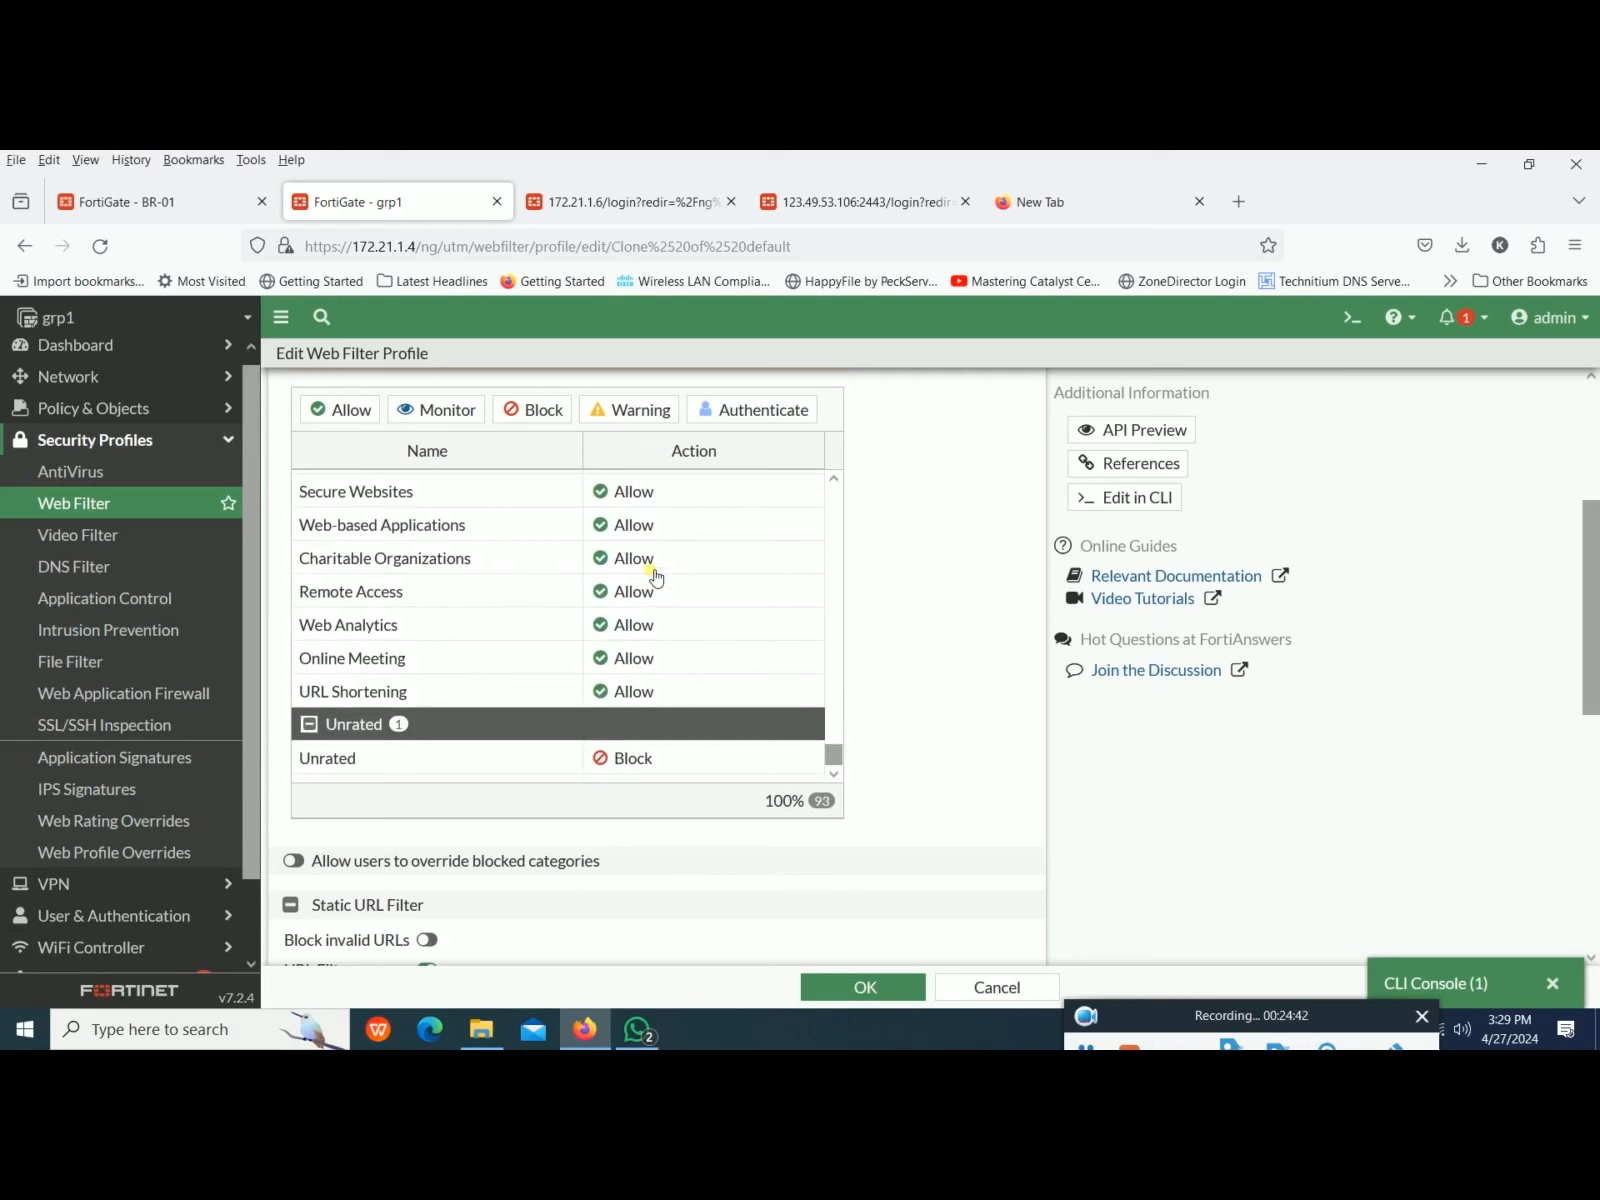 File Edit View History Bookmarks Tools Help
FortiGate - BR-01
FortiGate - grp1
172.21.1.6/login?redir=%2Fng%
123.49.53.106:2443/login?redir=
New Tab
https://172.21.1.4/ng/utm/webfilter/profile/edit/Clone%2520of%2520default
K
Import bookmarks...
Most Visited
Getting Started
Latest Headlines
Getting Started
Wireless LAN Complia...
HappyFile by PeckServ...
Mastering Catalyst Ce...
ZoneDirector Login
Technitium DNS Serve...
Other Bookmarks
grp1
1
admin
Dashboard
Network
Policy & Objects
Security Profiles
AntiVirus
Web Filter
Video Filter
DNS Filter
Application Control
Intrusion Prevention
File Filter
Web Application Firewall
SSL/SSH Inspection
Application Signatures
IPS Signatures
Web Rating Overrides
Web Profile Overrides
VPN
User & Authentication
WiFi Controller
FORTINET
v7.2.4
Edit Web Filter Profile
Allow Monitor Block Warning Authenticate
Name Action
Secure Websites Allow
Web-based Applications Allow
Charitable Organizations Allow
Remote Access Allow
Web Analytics Allow
Online Meeting Allow
URL Shortening Allow
Unrated 1
Unrated Block
100% 93
Allow users to override blocked categories
Static URL Filter
Block invalid URLs
OK Cancel
Additional Information
API Preview
References
Edit in CLI
Online Guides
Relevant Documentation
Video Tutorials
Hot Questions at FortiAnswers
Join the Discussion
CLI Console (1)
Recording... 00:24:42
Type here to search
2
3:29 PM
4/27/2024